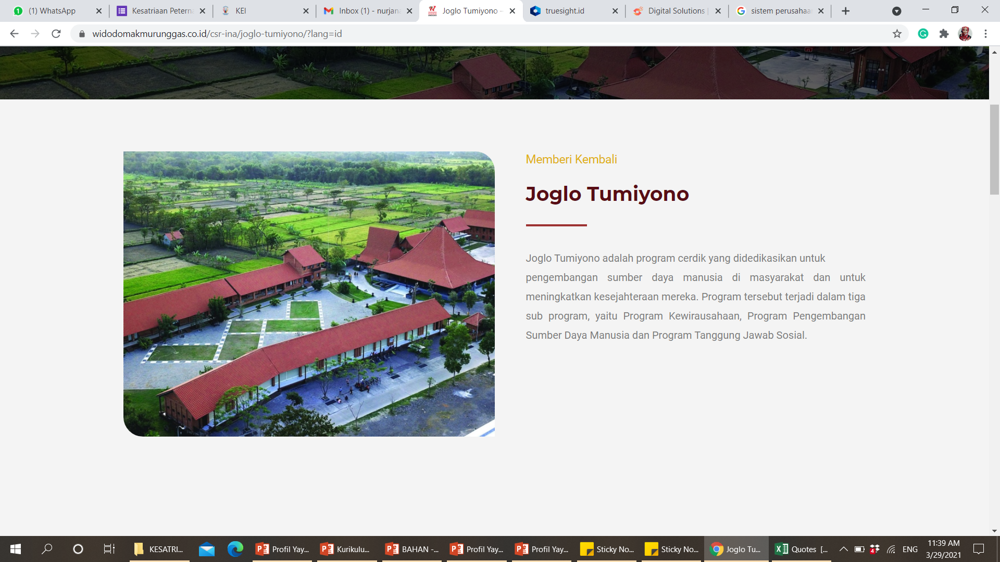 (1) WhatsApp
Kesatriaan Petern
KEI
Inbox (1) - nurjan
Joglo Tumiyono –
truesight.id
Digital Solutions |
sistem perusahaa
widodomakmurunggas.co.id/csr-ina/joglo-tumiyono/?lang=id
Memberi Kembali
Joglo Tumiyono
Joglo Tumiyono adalah program cerdik yang didedikasikan untuk
pengembangan sumber daya manusia di masyarakat dan untuk
meningkatkan kesejahteraan mereka. Program tersebut terjadi dalam tiga
sub program, yaitu Program Kewirausahaan, Program Pengembangan
Sumber Daya Manusia dan Program Tanggung Jawab Sosial.
KESATRI...
Profil Yay...
Kurikulu...
BAHAN -...
Profil Yay...
Profil Yay...
Sticky No...
Sticky No...
Joglo Tu...
Quotes [...
4
ENG
11:39 AM
3/29/2021